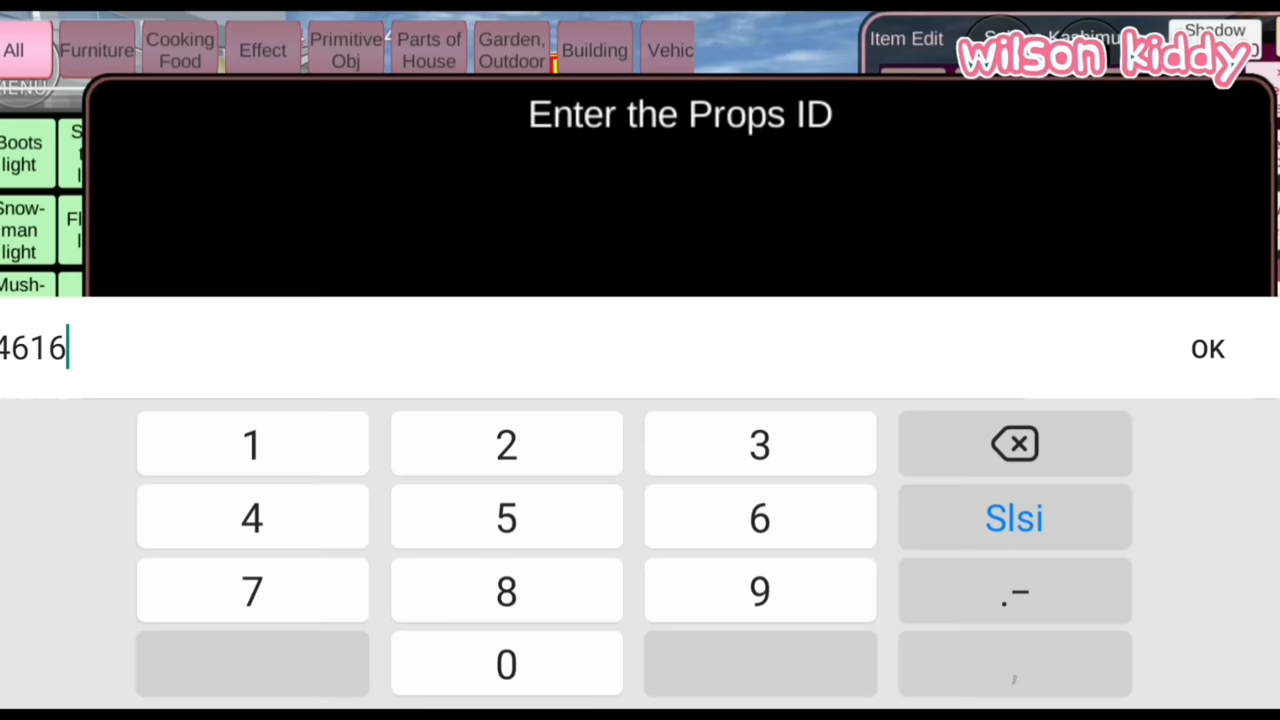 All
Furniture
Cooking
Food
Effect
Primitive
Obj
Parts of
House
Garden,
Outdoor
Building
Vehic
Item Edit
Shadow
wilson kiddy
MENU
Enter the Props ID
Boots
light
Snow-
man
light
Fl
Mush-
4616
OK
1 2 3
4 5 6 Slsi
7 8 9 .-
0 ,